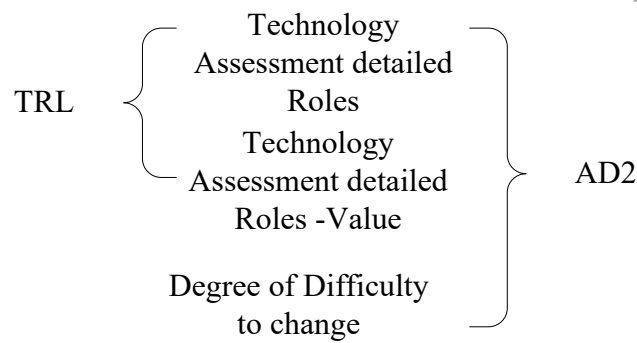 Technology
Assessment detailed
Roles
TRL
Technology
Assessment detailed
Roles -Value
AD2
Degree of Difficulty
to change